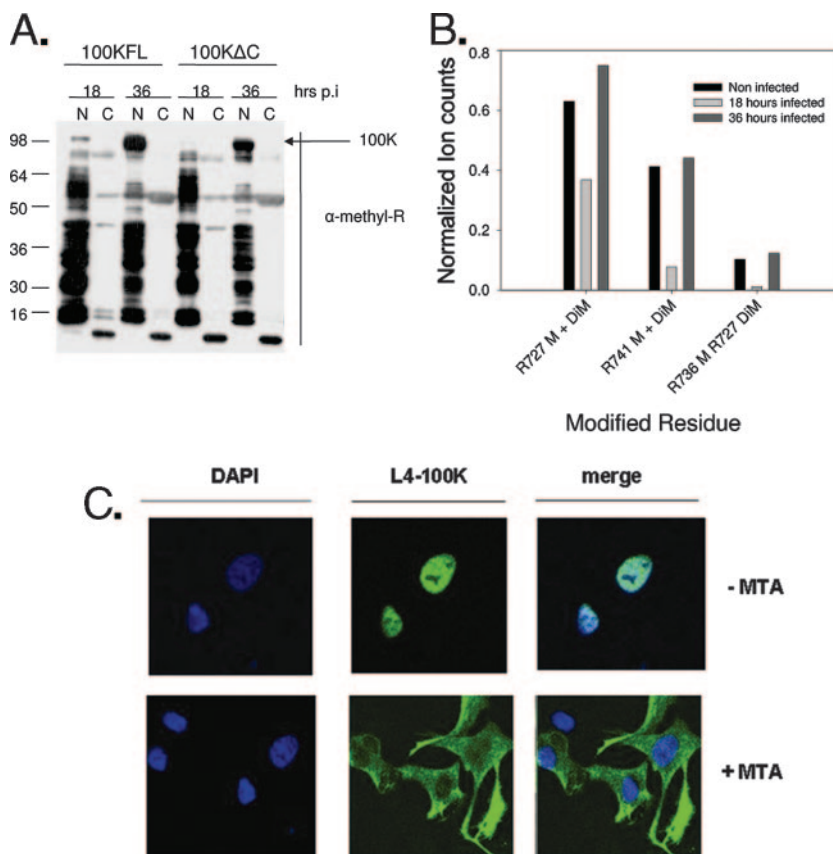 A.
100KFL 100KΔC
18 36 18 36 hrs p.i
N C N C N C N C
98
100K
64
50
α-methyl-R
36
30
16
B.
Normalized Ion counts
0.8
0.6
0.4
0.2
0.0
Non infected
18 hours infected
36 hours infected
R727 M + DiM
R741 M + DiM
R736 M R727 DiM
Modified Residue
C.
DAPI L4-100K merge
- MTA
+ MTA